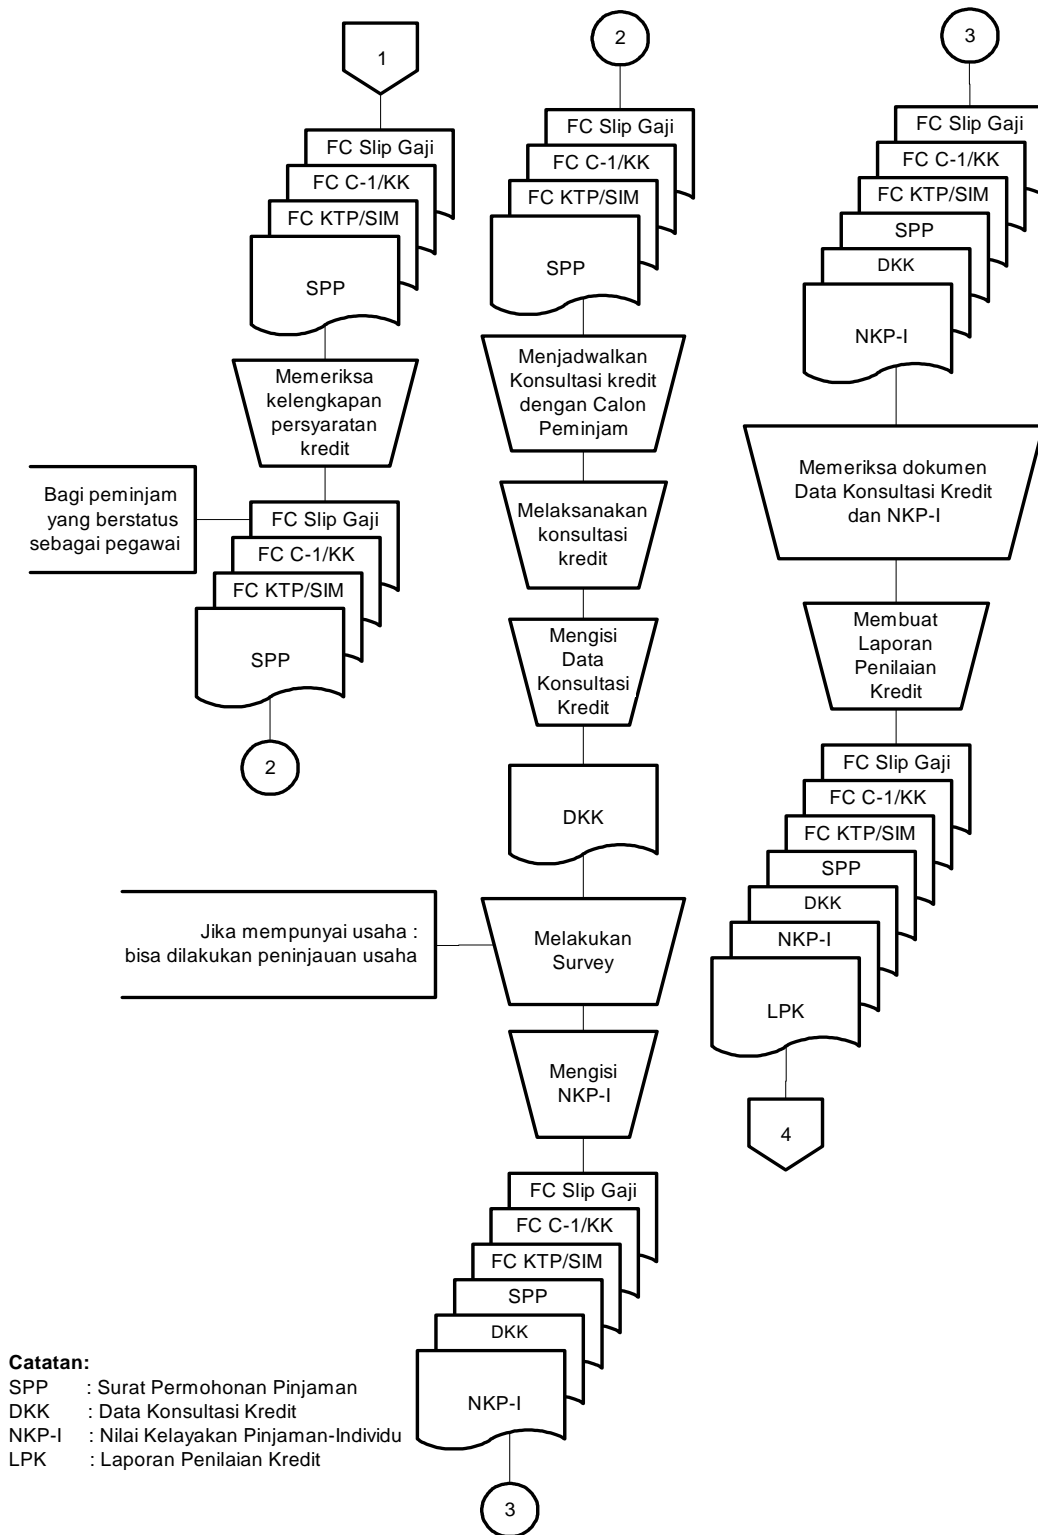 1
FC Slip Gaji
FC C-1/KK
FC KTP/SIM
SPP
Memeriksa
kelengkapan
persyaratan
kredit
Bagi peminjam
yang berstatus
sebagai pegawai
FC Slip Gaji
FC C-1/KK
FC KTP/SIM
SPP
2
2
FC Slip Gaji
FC C-1/KK
FC KTP/SIM
SPP
Menjadwalkan
Konsultasi kredit
dengan Calon
Peminjam
Melaksanakan
konsultasi
kredit
Mengisi
Data
Konsultasi
Kredit
DKK
Jika mempunyai usaha :
bisa dilakukan peninjauan usaha
Melakukan
Survey
Mengisi
NKP-I
FC Slip Gaji
FC C-1/KK
FC KTP/SIM
SPP
DKK
NKP-I
3
3
FC Slip Gaji
FC C-1/KK
FC KTP/SIM
SPP
DKK
NKP-I
Memeriksa dokumen
Data Konsultasi Kredit
dan NKP-I
Membuat
Laporan
Penilaian
Kredit
FC Slip Gaji
FC C-1/KK
FC KTP/SIM
SPP
DKK
NKP-I
LPK
4
Catatan:
SPP : Surat Permohonan Pinjaman
DKK : Data Konsultasi Kredit
NKP-I : Nilai Kelayakan Pinjaman-Individu
LPK : Laporan Penilaian Kredit